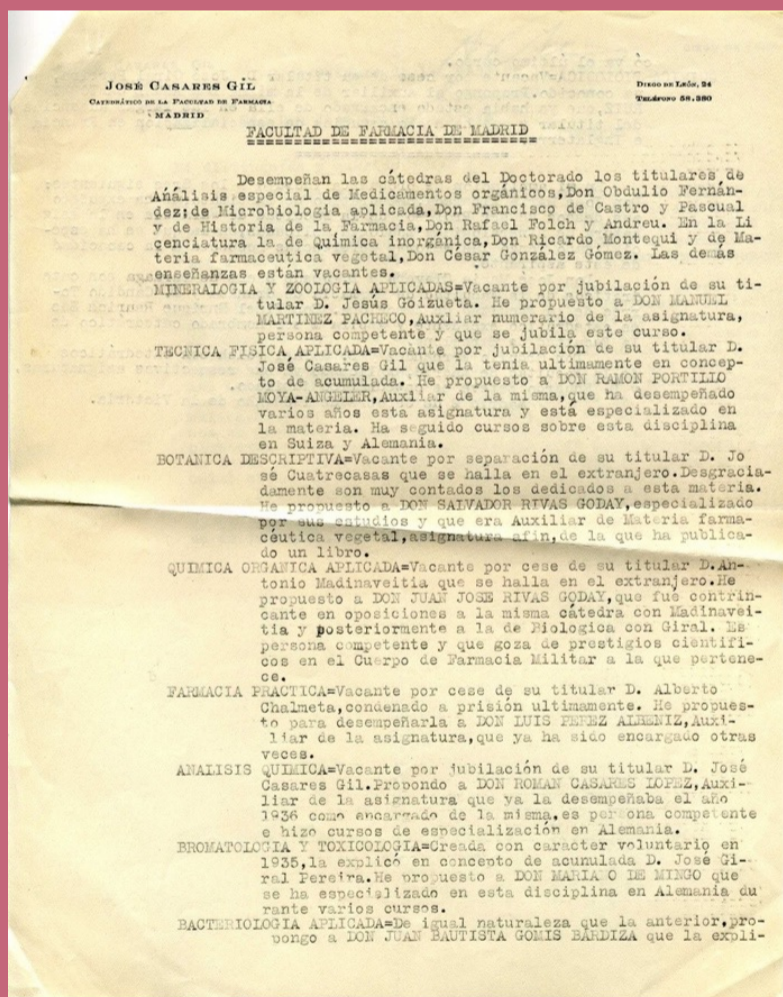 JOSÉ CASARES GIL
CATEDRÁTICO DE LA FACULTAD DE FARMACIA
MADRID
DIEGO DE LEÓN, 24
TELÉFONO 58.380
FACULTAD DE FARMACIA DE MADRID
Desempeñan las cátedras del Doctorado los titulares de
Análisis especial de Medicamentos orgánicos,Don Obdulio Fernán-
dez;de Microbiologia aplicada,Don Francisco de Castro y Pascual
y de Historia de la Fármacia,Don Rafael Folch y Andreu. En la Li
cenciatura la de Química inorgánica,Don Ricardo Montequi y de Ma-
teria farmaceutica vegetal,Don César González Gómez. Las demás
enseñanzas están vacantes.
MINERALOGIA Y ZOOLOGIA APLICADAS=Vacante por jubilación de su ti-
tular D. Jesús Goizueta. He propuesto a DON MANUEL
MARTINEZ PACHECO,Auxliar numerario de la asignatura,
persona competente y que se jubila este curso.
TECNICA FISICA APLICADA=Vacante por jubilación de su titular D.
José Casares Gil que la tenia ultimamente en concep-
to de acumulada. He propuesto a DON RAMON PORTILLO
MOYA-ANGELER,Auxliar de la misma,que ha desempeñado
varios años esta asignatura y está especializado en
la materia. Ha seguido cursos sobre esta disciplina
en Suiza y Alemania.
BOTANICA DESCRIPTIVA=Vacante por separación de su titular D. Jo
sé Cuatrecasas que se halla en el extranjero.Desgracia-
damente son muy contados los dedicados a esta materia.
He propuesto a DON SALVADOR RIVAS GODAY,especializado
por sus estudios y que era Auxiliar de Materia farma-
céutica vegetal,asignatura afin,de la que ha publica-
do un libro.
QUIMICA ORGANICA APLICADA=Vacante por cese de su titular D.An-
tonio Madinaveitia que se halla en el extranjero.He
propuesto a DON JUAN JOSE RIVAS GODAY,que fué contrin-
cante en oposiciones a la misma cátedra con Madinavei-
tia y posteriormente a la de Biologica con Giral. Es
persona competente y que goza de prestigios cientifi-
cos en el Cuerpo de Farmacia Militar a la que pertene-
ce.
FARMACIA PRACTICA=Vacante por cese de su titular D. Alberto
Chalmeta,condenado a prisión ultimamente. He propues-
to para desempeñarla a DON LUIS PEREZ ALBENIZ,Auxi-
liar de la asignatura,que ya ha sido encargado otras
veces.
ANALISIS QUIMICA=Vacante por jubilación de su titular D. José
Casares Gil.Propondo a DON ROMAN CASARES LOPEZ,Auxi-
liar de la asignatura que ya la desempeñaba el año
1936 como encargado de la misma,es persona competente
e hizo cursos de especialización en Alemania.
BROMATOLOGIA Y TOXICOLOGIA=Creada con caracter voluntario en
1935,la explicó en concepto de acunulada D. José Gi-
ral Pereira.He propuesto a DON MARIA O DE MINGO que
se ha especializado en esta disciplina en Alemania du
rante varios cursos.
BACTERIOLOGIA APLICADA=De igual naturaleza que la anterior,pro-
pongo a DON JUAN BAUTISTA GOMIS BARDIZA que la expli-